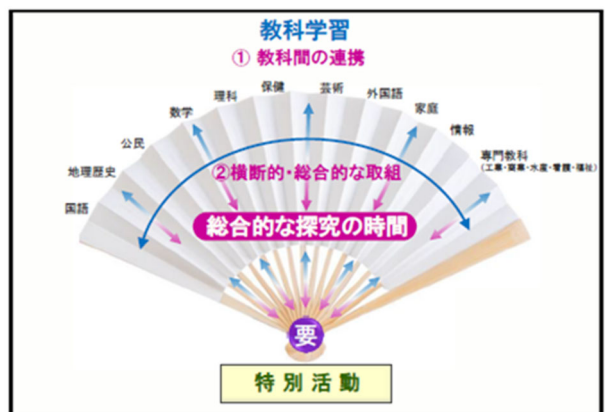 教科学習
① 教科間の連携
国語
地理歴史
公民
数学
理科
保健
芸術
外国語
家庭
情報
専門教科
(工業・商業・水産・看護・福祉)
②横断的・総合的な取組
総合的な探究の時間
要
特別活動